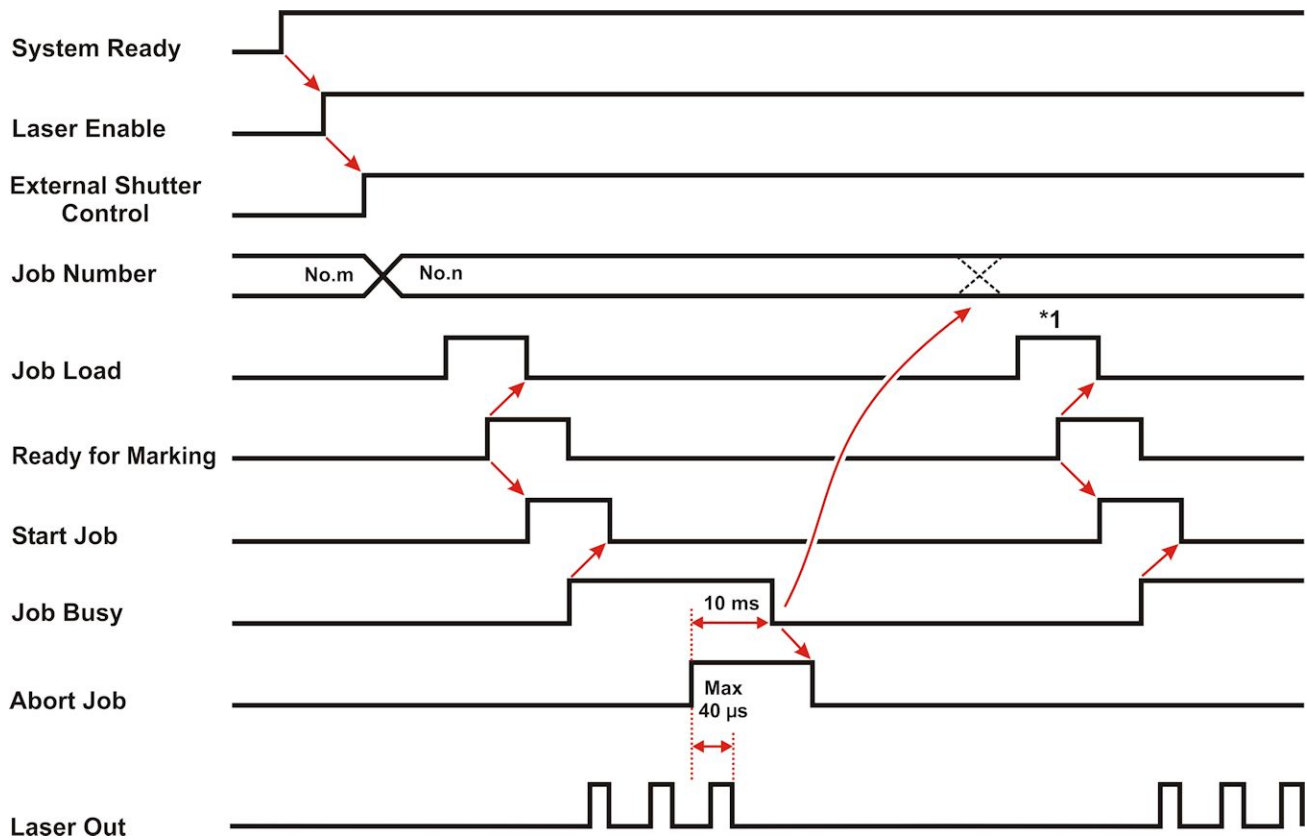 System Ready
Laser Enable
External Shutter
Control
Job Number
No.m
No.n
*1
Job Load
Ready for Marking
Start Job
Job Busy
10 ms
Abort Job
Max
40 µs
Laser Out